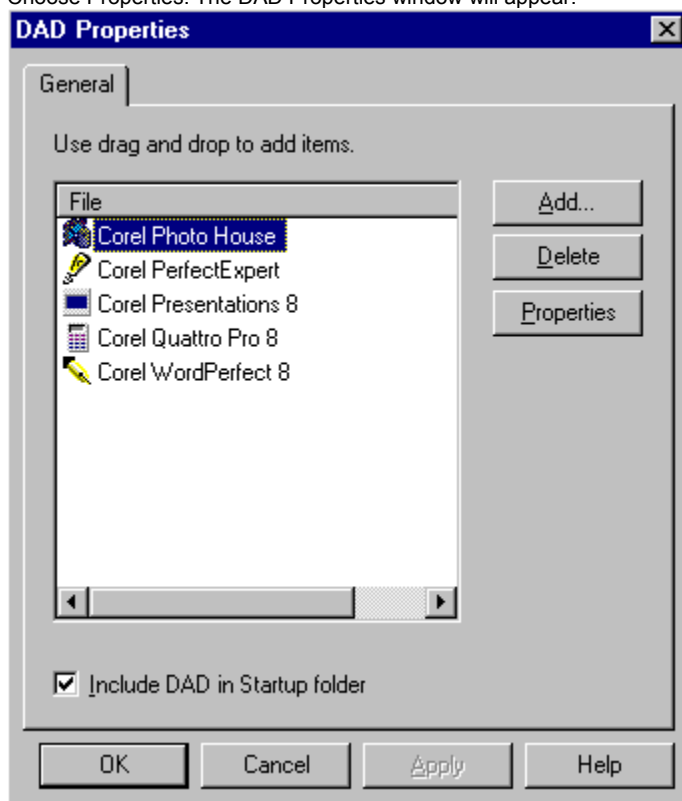 Choose Properties. The DAD Properties window will appear.
DAD Properties
General
Use drag and drop to add items.
File
Corel Photo House
Corel PerfectExpert
Corel Presentations 8
Corel Quattro Pro 8
Corel WordPerfect 8
Add...
Delete
Properties
Include DAD in Startup folder
OK Cancel Apply Help